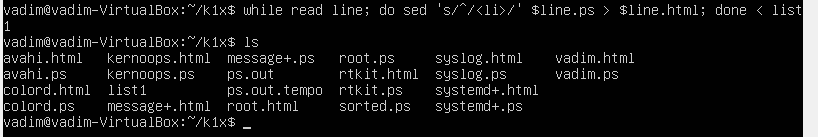 vadim@vadim-VirtualBox:~/k1x$ while read line; do sed 's/^/<li>/' $line.ps > $line.html; done < list
1
vadim@vadim-VirtualBox:~/k1x$ ls
avahi.html   kernoops.html  message+.ps   root.ps     syslog.html    vadim.html
avahi.ps     kernoops.ps    ps.out        rtkit.html  syslog.ps      vadim.ps
colord.html  list1          ps.out.tempo  rtkit.ps    systemd+.html
colord.ps    message+.html  root.html     sorted.ps   systemd+.ps
vadim@vadim-VirtualBox:~/k1x$ _